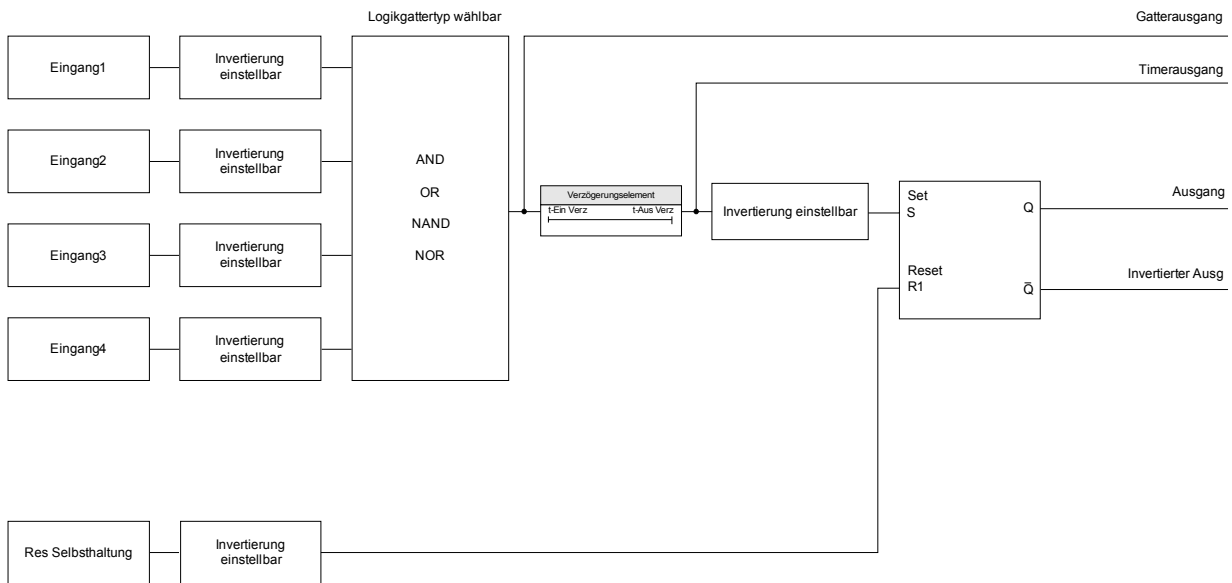 Logikgattertyp wählbar
Gatterausgang
Eingang1
Invertierung
einstellbar
Timerausgang
Eingang2
Invertierung
einstellbar
AND
OR
NAND
NOR
Verzögerungselement
t-Ein Verz
t-Aus Verz
Invertierung einstellbar
Set
S
Q
Ausgang
Eingang3
Invertierung
einstellbar
Reset
R1
Q̅
Invertierter Ausg
Eingang4
Invertierung
einstellbar
Res Selbsthaltung
Invertierung
einstellbar